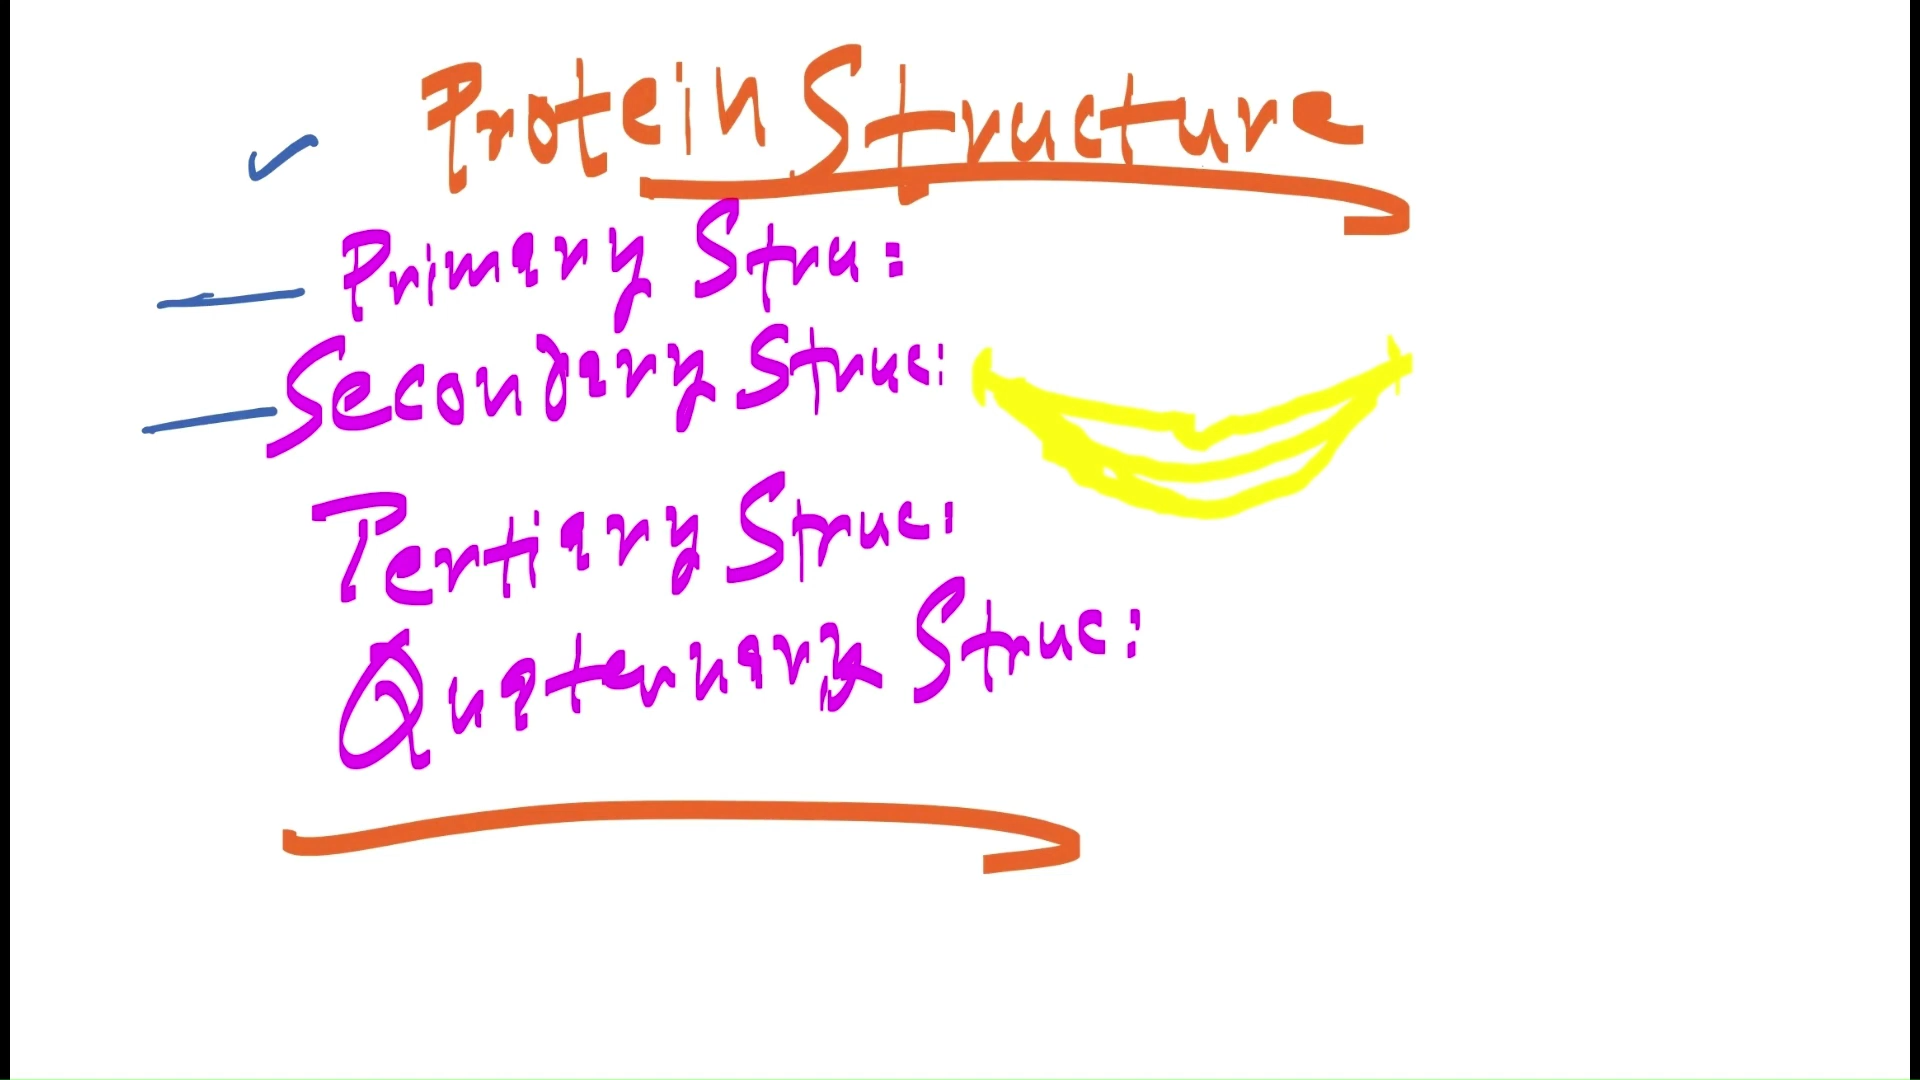 Protein Structure
Primary Stru:
Secondary Struc:
Tertiary Struc:
Quaternary Struc: